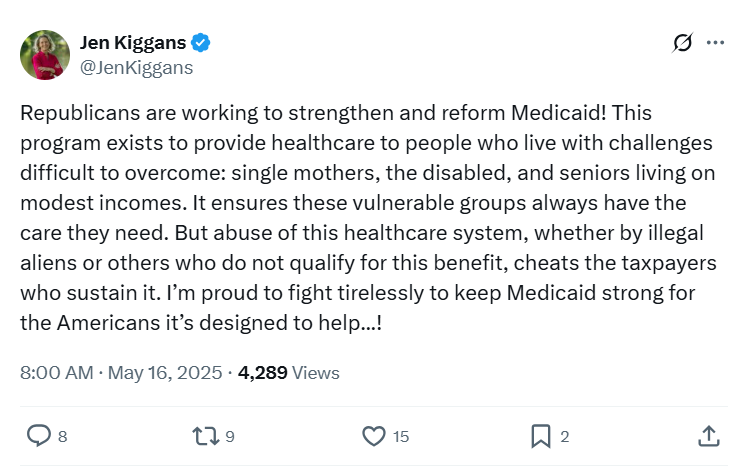 Jen Kiggans
@JenKiggans
Republicans are working to strengthen and reform Medicaid! This
program exists to provide healthcare to people who live with challenges
difficult to overcome: single mothers, the disabled, and seniors living on
modest incomes. It ensures these vulnerable groups always have the
care they need. But abuse of this healthcare system, whether by illegal
aliens or others who do not qualify for this benefit, cheats the taxpayers
who sustain it. I’m proud to fight tirelessly to keep Medicaid strong for
the Americans it’s designed to help...!
8:00 AM · May 16, 2025 · 4,289 Views
8 9 15 2